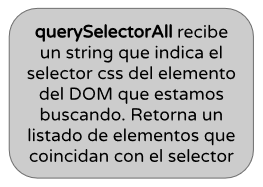 querySelectorAll recibe
un string que indica el
selector css del elemento
del DOM que estamos
buscando. Retorna un
listado de elementos que
coincidan con el selector